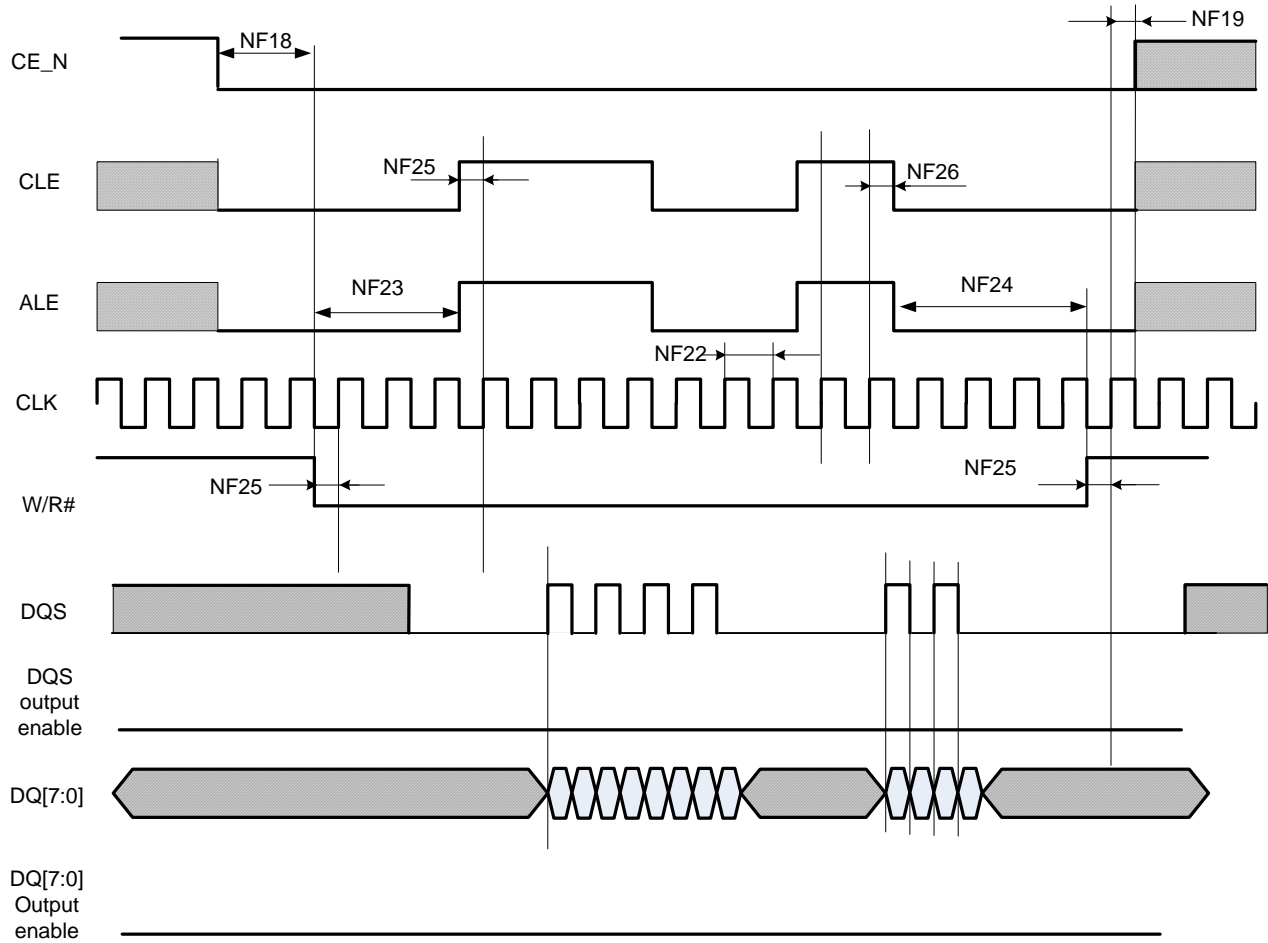 NF19
NF18
CE_N
NF25
NF26
CLE
NF23
NF24
ALE
NF22
CLK
NF25
NF25
W/R#
DQS
DQS
output
enable
DQ[7:0]
DQ[7:0]
Output
enable